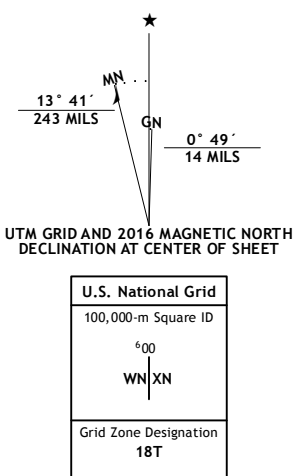 ★
MN
GN
13° 41´
243 MILS
0° 49´
14 MILS
UTM GRID AND 2016 MAGNETIC NORTH
DECLINATION AT CENTER OF SHEET
U.S. National Grid
100,000-m Square ID
⁶00
WN XN
Grid Zone Designation
18T